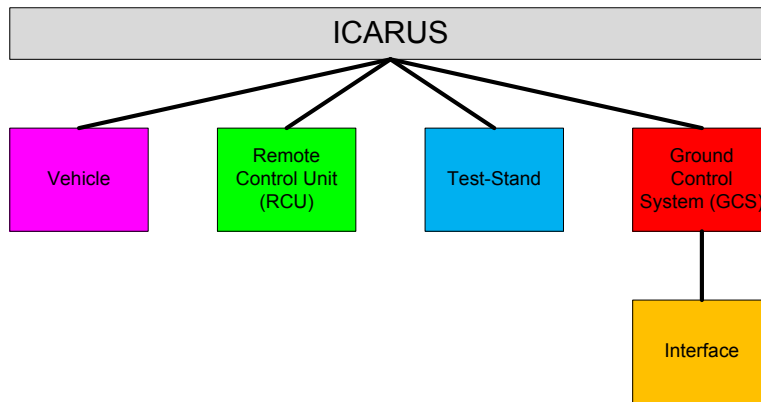 ICARUS
Vehicle
Remote
Control Unit
(RCU)
Test-Stand
Ground
Control
System (GCS)
Interface